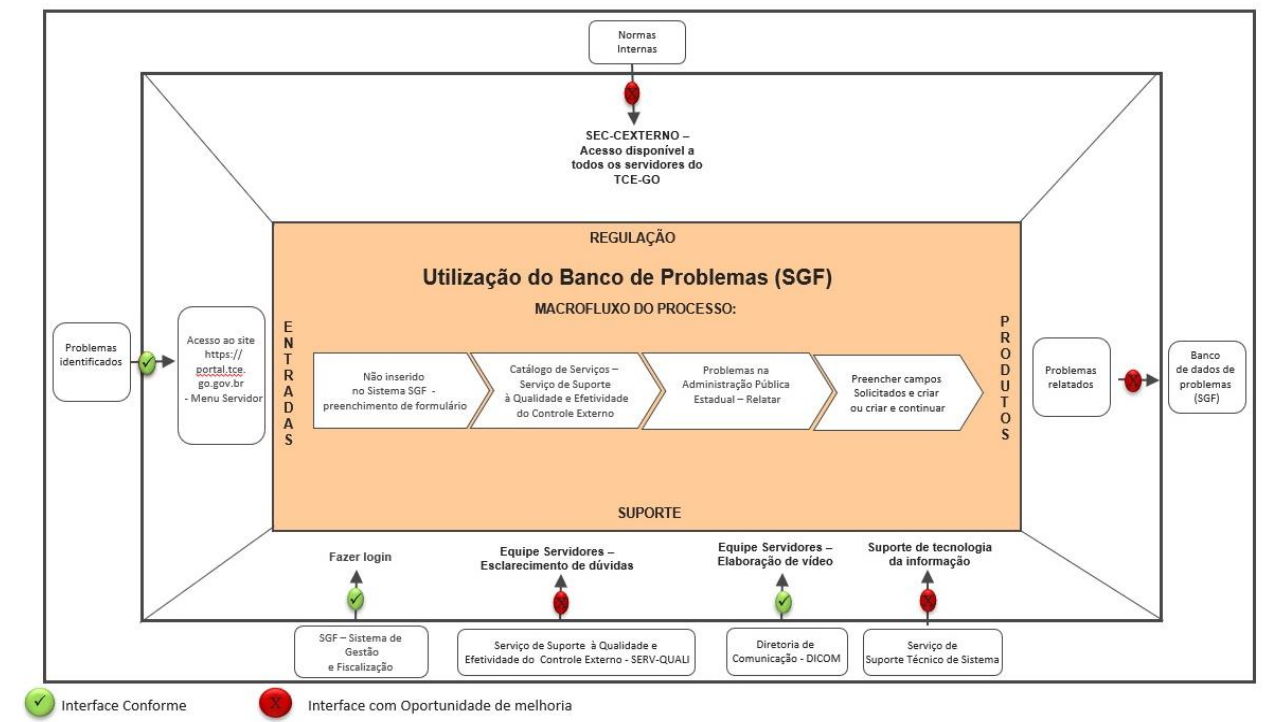 Normas
Internas
SEC-CEXTERNO –
Acesso disponível a
todos os servidores do
TCE-GO
REGULAÇÃO
Utilização do Banco de Problemas (SGF)
MACROFLUXO DO PROCESSO:
Problemas
identificados
Acesso ao site
https://
portal.tce.
go.gov.br
- Menu Servidor
ENTRADAS
Não inserido
no Sistema SGF -
preenchimento de formulário
Catálogo de Serviços –
Serviço de Suporte
à Qualidade e Efetividade
do Controle Externo
Problemas na
Administração Pública
Estadual – Relatar
Preencher campos
Solicitados e criar
ou criar e continuar
PRODUTOS
Problemas
relatados
Banco
de dados de
problemas
(SGF)
SUPORTE
Fazer login
Equipe Servidores –
Esclarecimento de dúvidas
Equipe Servidores –
Elaboração de vídeo
Suporte de tecnologia
da informação
SGF – Sistema de
Gestão
e Fiscalização
Serviço de Suporte à Qualidade e
Efetividade do Controle Externo - SERV-QUALI
Diretoria de
Comunicação - DICOM
Serviço de
Suporte Técnico de Sistema
Interface Conforme
X Interface com Oportunidade de melhoria